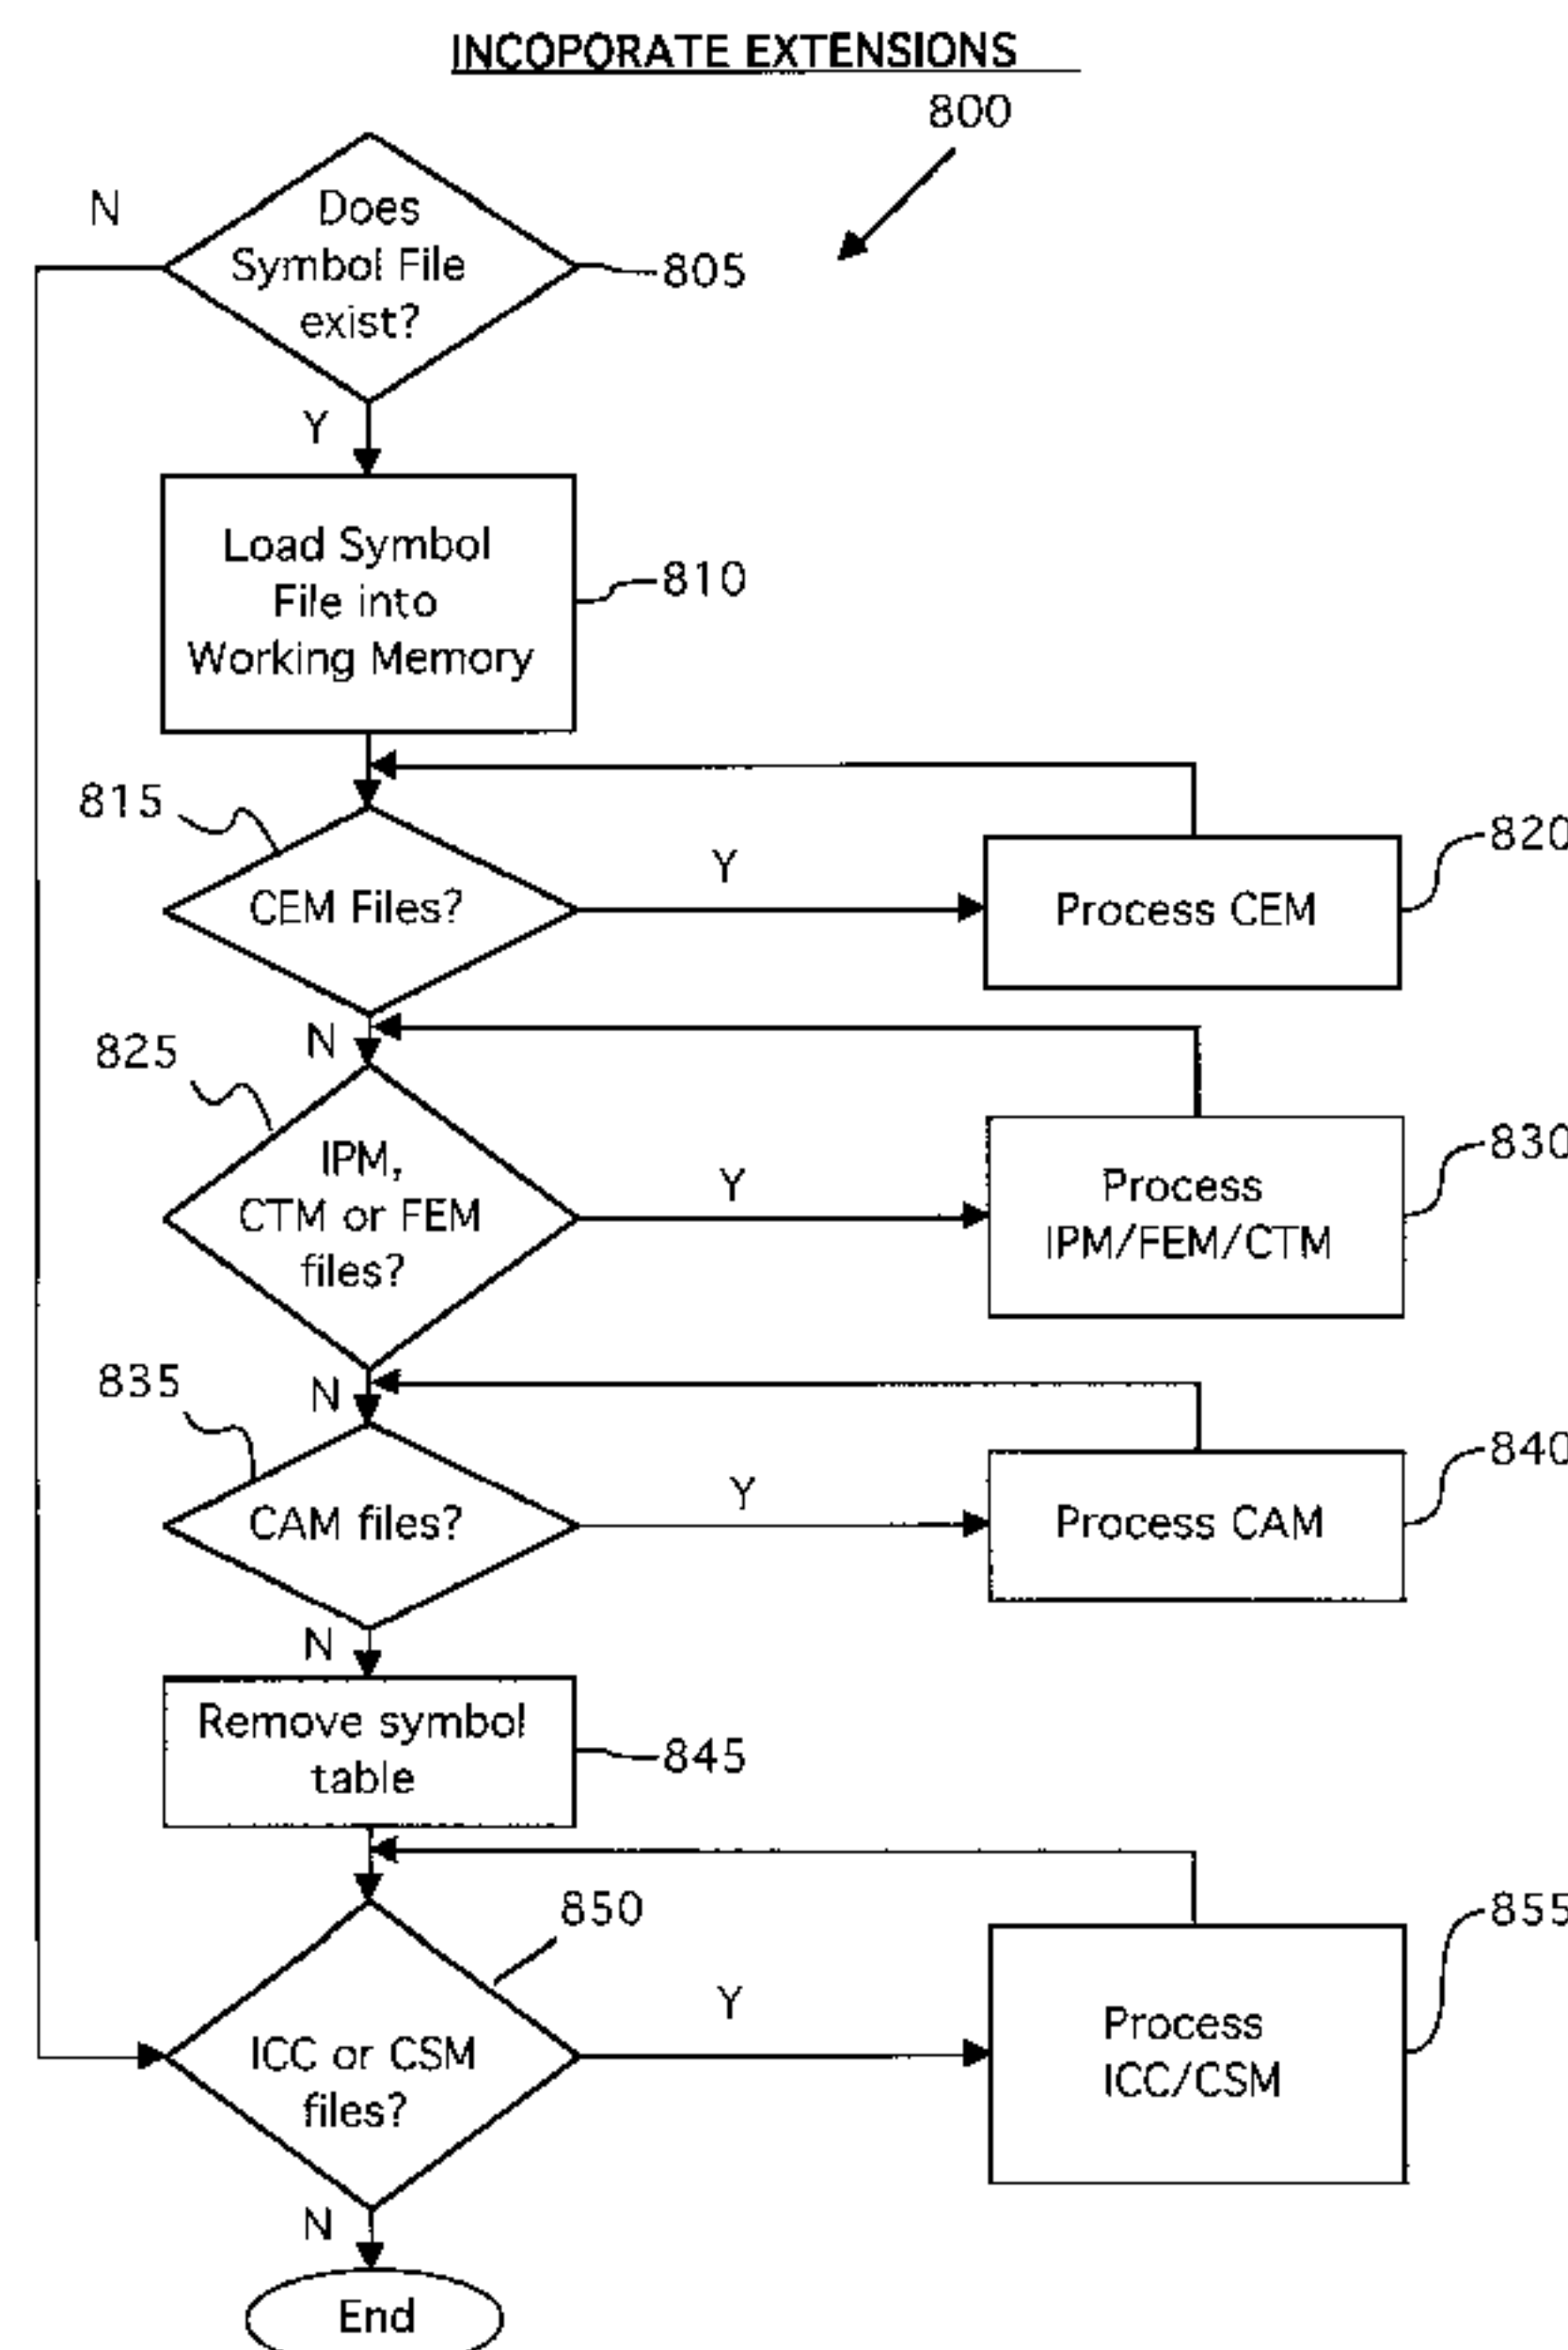 INCOPORATE EXTENSIONS
800
N
Does
Symbol File
exist?
805
Y
Load Symbol
File into
Working Memory
810
815
CEM Files?
Y
Process CEM
820
N
825
IPM,
CTM or FEM
files?
Y
Process
IPM/FEM/CTM
830
N
835
CAM files?
Y
Process CAM
840
N
Remove symbol
table
845
850
ICC or CSM
files?
Y
Process
ICC/CSM
855
N
End